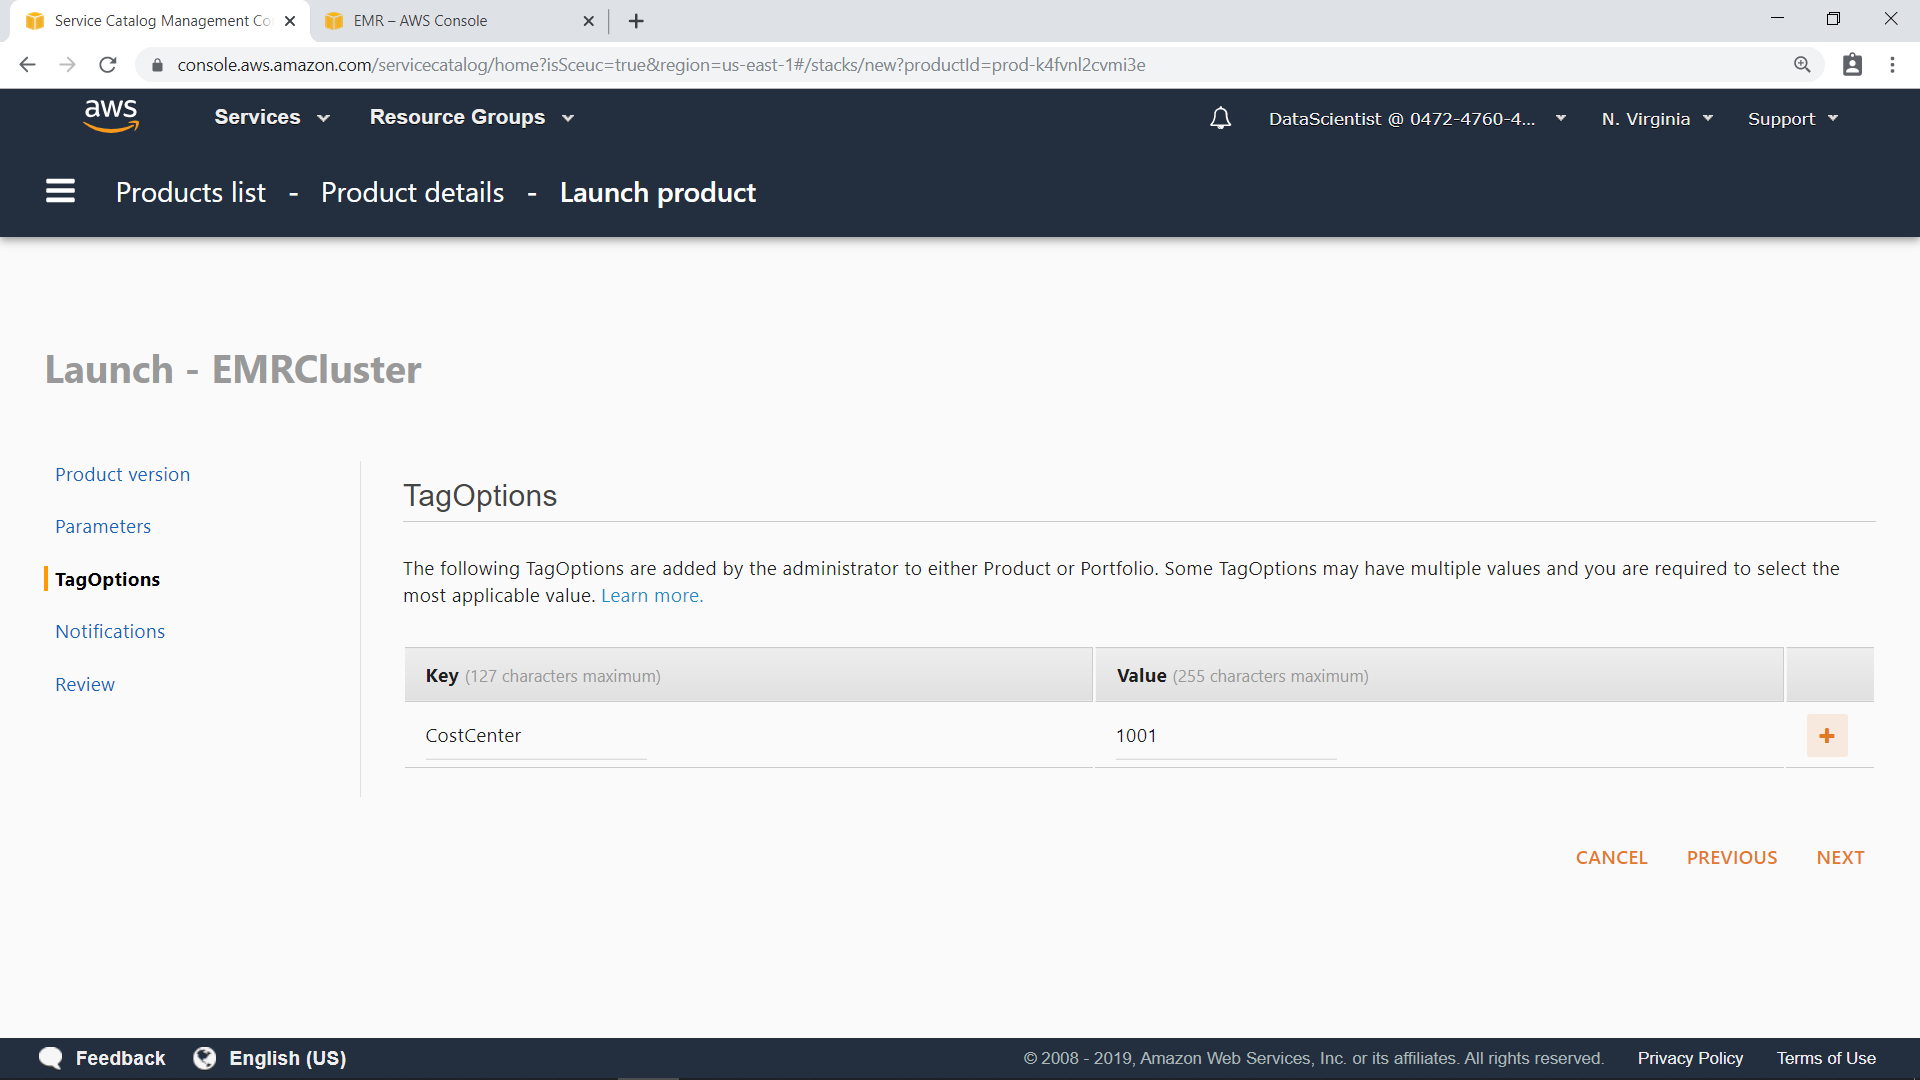 Service Catalog Management Co
EMR – AWS Console
console.aws.amazon.com/servicecatalog/home?isSceuc=true&region=us-east-1#/stacks/new?productId=prod-k4fvnl2cvmi3e
aws
Services
Resource Groups
DataScientist @ 0472-4760-4...
N. Virginia
Support
Products list - Product details - Launch product
Launch - EMRCluster
Product version
Parameters
TagOptions
Notifications
Review
TagOptions
The following TagOptions are added by the administrator to either Product or Portfolio. Some TagOptions may have multiple values and you are required to select the
most applicable value. Learn more.
Key (127 characters maximum)
Value (255 characters maximum)
CostCenter
1001
CANCEL
PREVIOUS
NEXT
Feedback
English (US)
© 2008 - 2019, Amazon Web Services, Inc. or its affiliates. All rights reserved.
Privacy Policy
Terms of Use